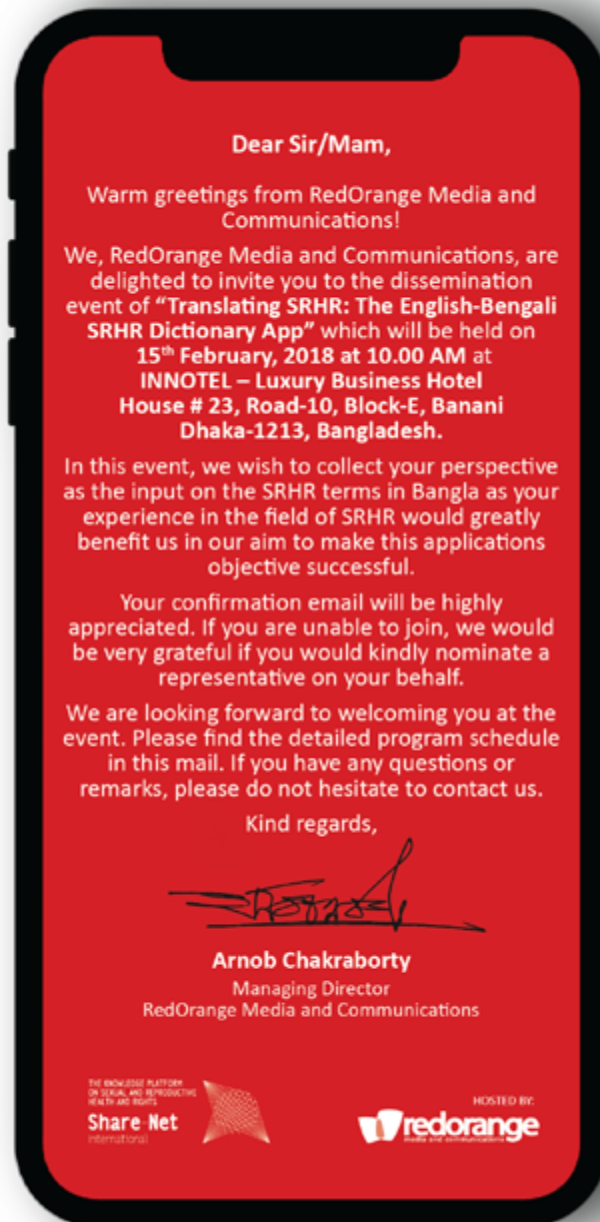 Dear Sir/Mam,
Warm greetings from RedOrange Media and
Communications!
We, RedOrange Media and Communications, are
delighted to invite you to the dissemination
event of “Translating SRHR: The English-Bengali
SRHR Dictionary App” which will be held on
15th February, 2018 at 10.00 AM at
INNOTEL – Luxury Business Hotel
House # 23, Road-10, Block-E, Banani
Dhaka-1213, Bangladesh.
In this event, we wish to collect your perspective
as the input on the SRHR terms in Bangla as your
experience in the field of SRHR would greatly
benefit us in our aim to make this applications
objective successful.
Your confirmation email will be highly
appreciated. If you are unable to join, we would
be very grateful if you would kindly nominate a
representative on your behalf.
We are looking forward to welcoming you at the
event. Please find the detailed program schedule
in this mail. If you have any questions or
remarks, please do not hesitate to contact us.
Kind regards,
Arnob Chakraborty
Managing Director
RedOrange Media and Communications
THE KNOWLEDGE PLATFORM
ON SEXUAL AND REPRODUCTIVE
HEALTH AND RIGHTS
Share-Net
International
HOSTED BY:
redorange
media and communications